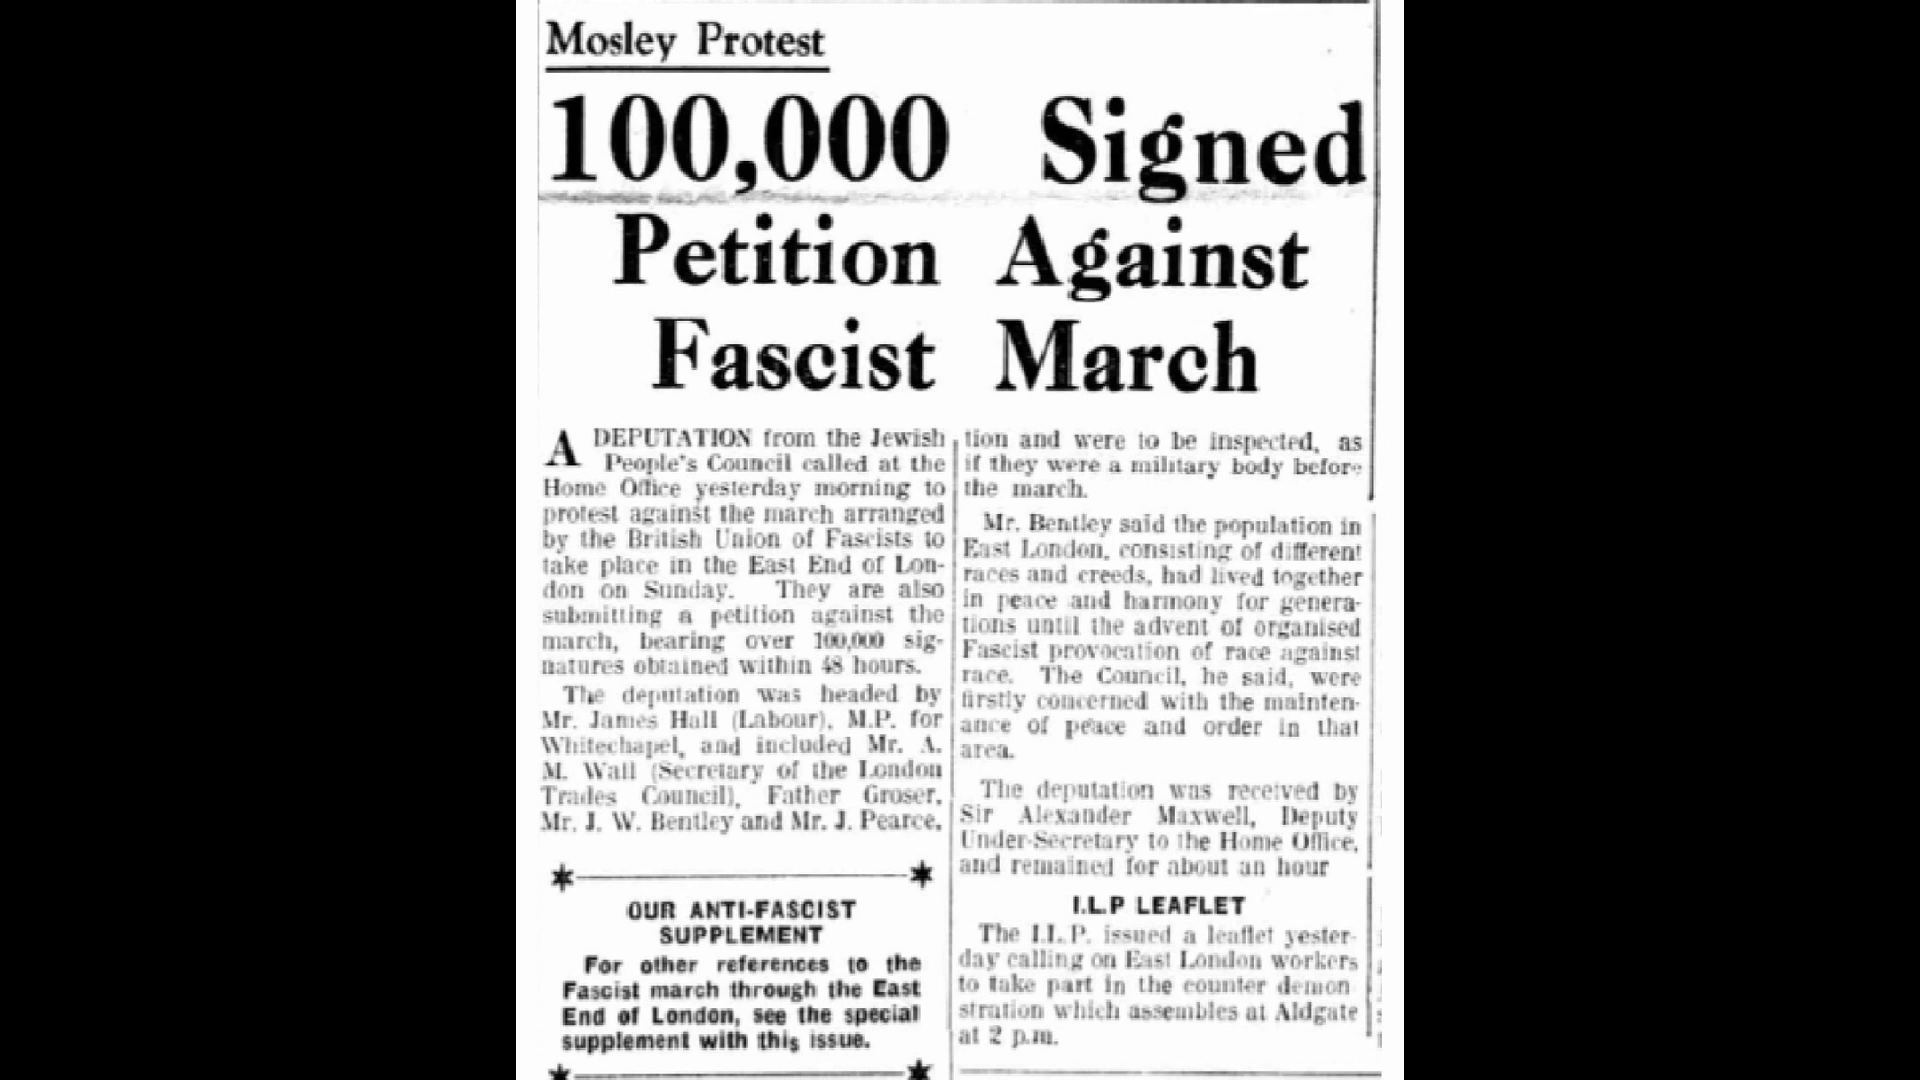 Mosley Protest
100,000 Signed
Petition Against
Fascist March
A DEPUTATION from the Jewish
People's Council called at the
Home Office yesterday morning to
protest against the march arranged
by the British Union of Fascists to
take place in the East End of Lon-
don on Sunday. They are also
submitting a petition against the
march, bearing over 100,000 sig-
natures obtained within 48 hours.
The deputation was headed by
Mr. James Hall (Labour), M.P. for
Whitechapel, and included Mr. A.
M. Wall (Secretary of the London
Trades Council), Father Groser,
Mr. J. W. Bentley and Mr. J. Pearce.
OUR ANTI-FASCIST
SUPPLEMENT
For other references to the
Fascist march through the East
End of London, see the special
supplement with this issue.
tion and were to be inspected, as
if they were a military body before
the march.
Mr. Bentley said the population in
East London, consisting of different
races and creeds, had lived together
in peace and harmony for genera-
tions until the advent of organised
Fascist provocation of race against
race. The Council, he said, were
firstly concerned with the mainten-
ance of peace and order in that
area.
The deputation was received by
Sir Alexander Maxwell, Deputy
Under-Secretary to the Home Office,
and remained for about an hour
I.L.P LEAFLET
The I.L.P. issued a leaflet yester-
day calling on East London workers
to take part in the counter demon
stration which assembles at Aldgate
at 2 p.m.